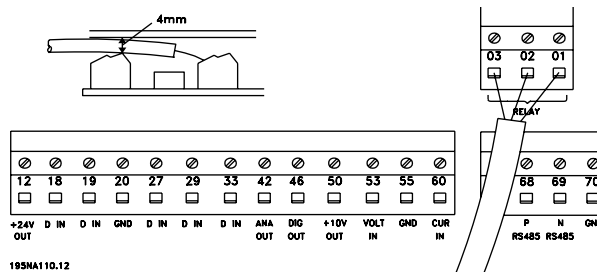 4mm
03 02 01
RELAY
12 18 19 20 27 29 33 42 46 50 53 55 60 68 69 70
+24V OUT D IN D IN GND D IN D IN D IN ANA OUT DIG OUT +10V OUT VOLT IN GND CUR IN P RS485 N RS485 GN
195NA110.12